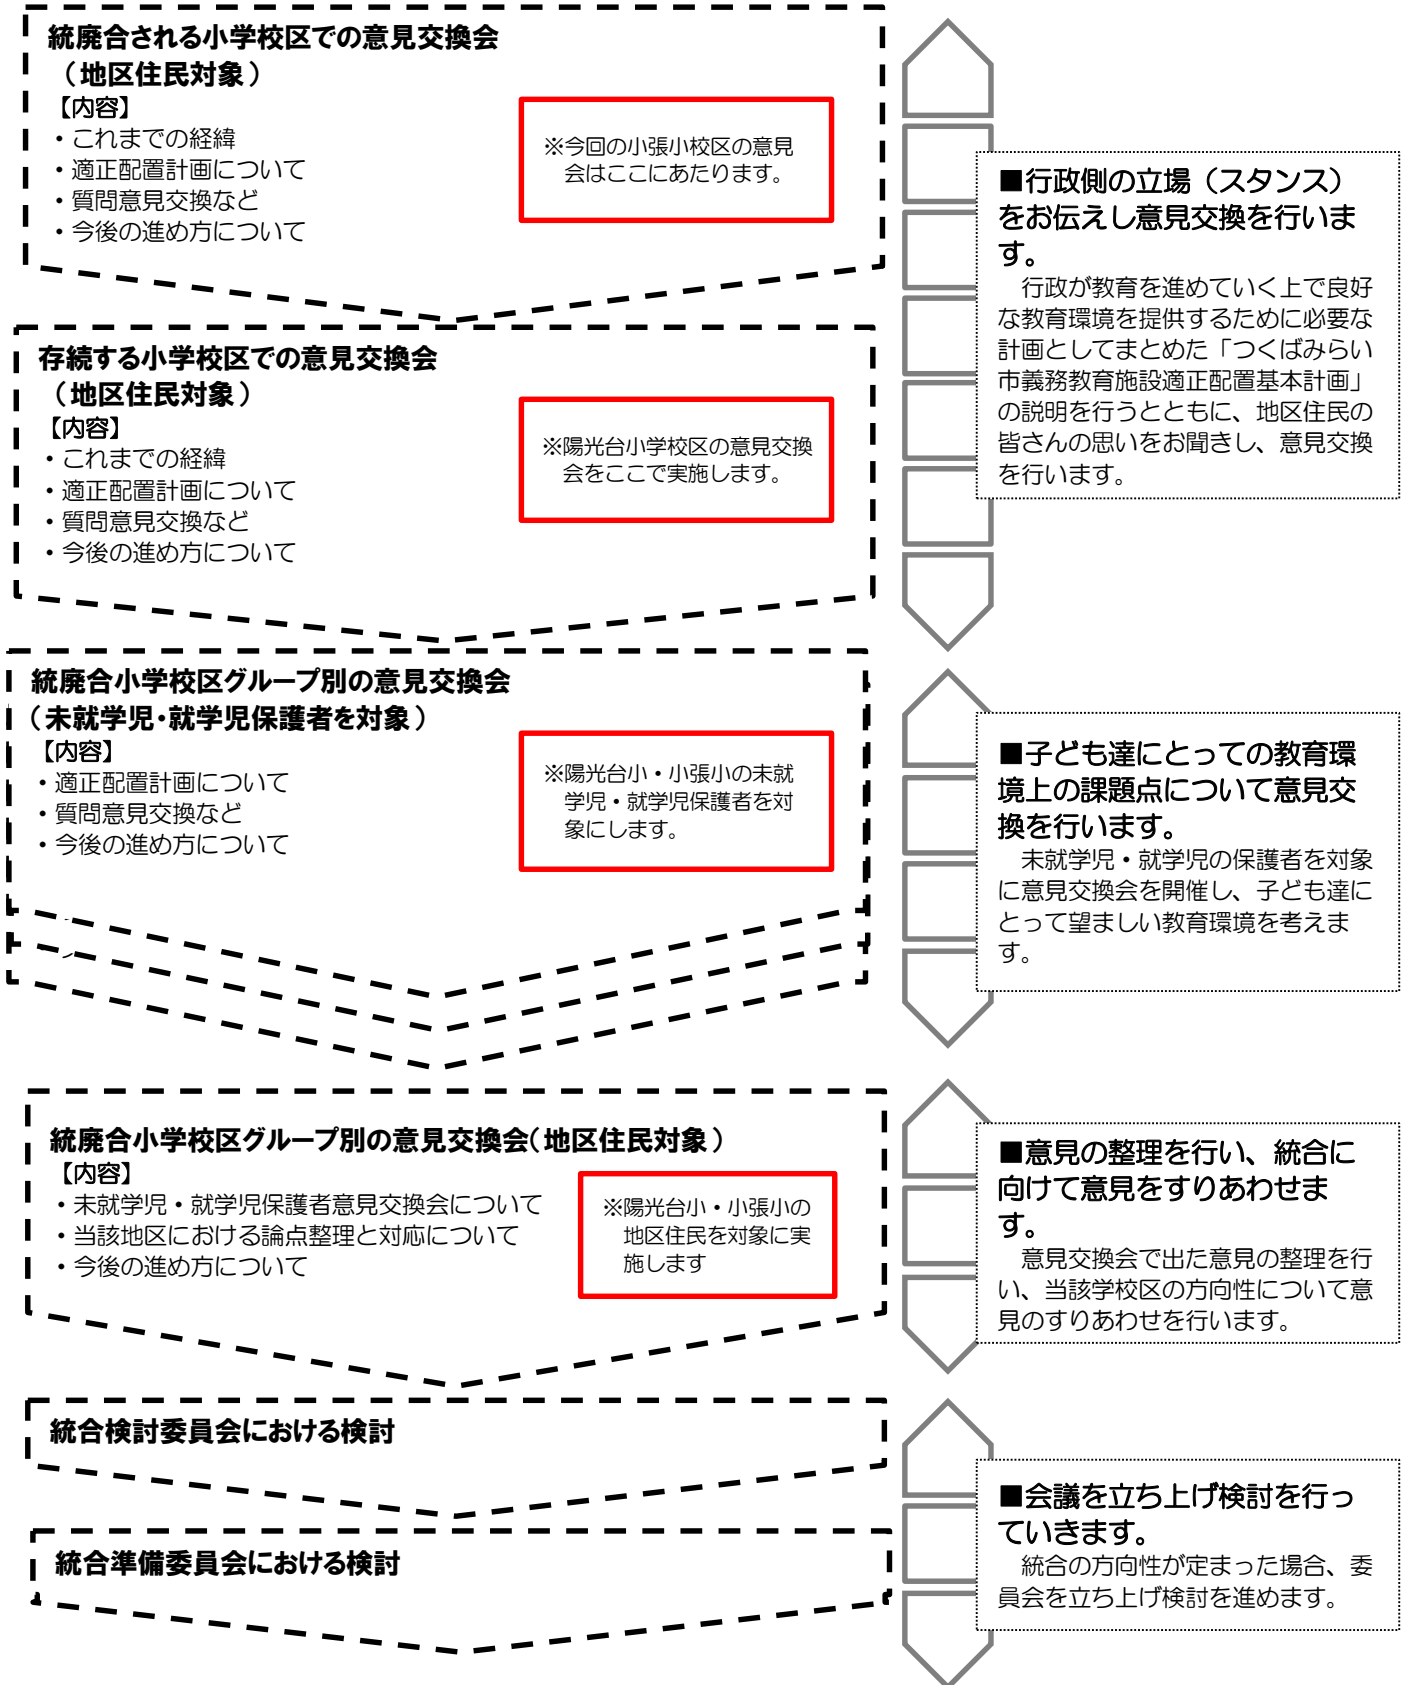 統廃合される小学校区での意見交換会
（地区住民対象）
【内容】
・これまでの経緯
・適正配置計画について
・質問意見交換など
・今後の進め方について
※今回の小張小校区の意見
会はここにあたります。
存続する小学校区での意見交換会
（地区住民対象）
【内容】
・これまでの経緯
・適正配置計画について
・質問意見交換など
・今後の進め方について
※陽光台小学校区の意見交換
会をここで実施します。
■行政側の立場（スタンス）
をお伝えし意見交換を行いま
す。
行政が教育を進めていく上で良好
な教育環境を提供するために必要な
計画としてまとめた「つくばみらい
市義務教育施設適正配置基本計画」
の説明を行うとともに、地区住民の
皆さんの思いをお聞きし、意見交換
を行います。
統廃合小学校区グループ別の意見交換会
（未就学児・就学児保護者を対象）
【内容】
・適正配置計画について
・質問意見交換など
・今後の進め方について
※陽光台小・小張小の未就
学児・就学児保護者を対
象にします。
■子ども達にとっての教育環
境上の課題点について意見交
換を行います。
未就学児・就学児の保護者を対象
に意見交換会を開催し、子ども達に
とって望ましい教育環境を考えま
す。
統廃合小学校区グループ別の意見交換会（地区住民対象）
【内容】
・未就学児・就学児保護者意見交換会について
・当該地区における論点整理と対応について
・今後の進め方について
※陽光台小・小張小の
地区住民を対象に実
施します
■意見の整理を行い、統合に
向けて意見をすりあわせま
す。
意見交換会で出た意見の整理を行
い、当該学校区の方向性について意
見のすりあわせを行います。
統合検討委員会における検討
統合準備委員会における検討
■会議を立ち上げ検討を行っ
ていきます。
統合の方向性が定まった場合、委
員会を立ち上げ検討を進めます。